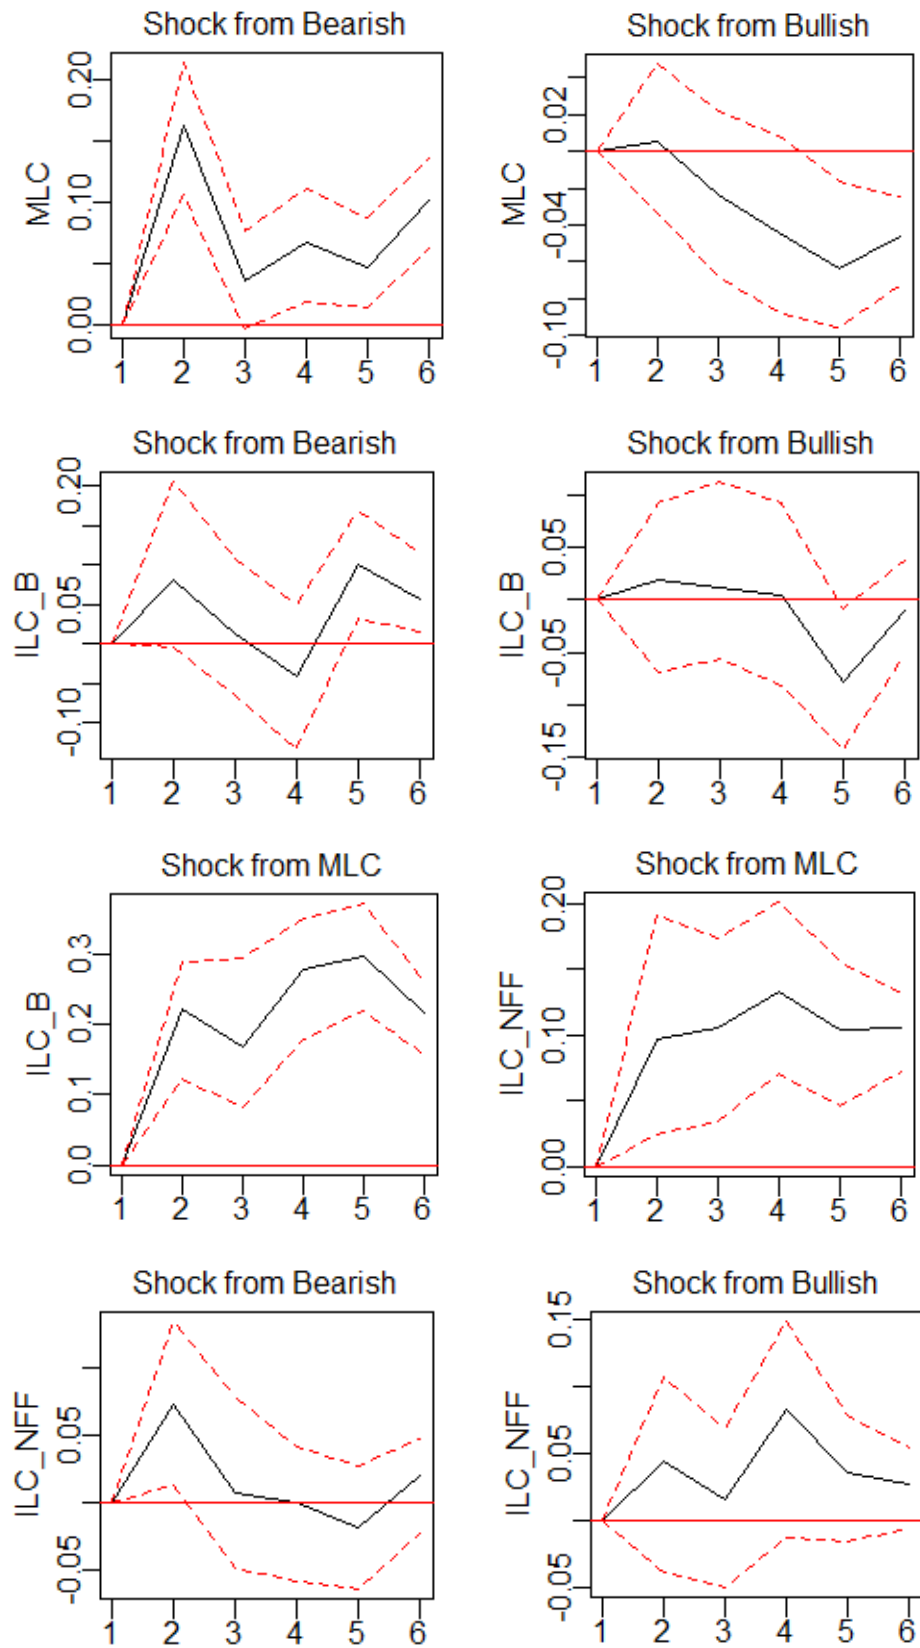 Shock from Bearish
Shock from Bullish
MLC
0.20
0.10
0.00
1 2 3 4 5 6
MLC
0.02
-0.04
-0.10
1 2 3 4 5 6
Shock from Bearish
Shock from Bullish
ILC_B
0.20
0.05
-0.10
1 2 3 4 5 6
ILC_B
0.05
-0.05
-0.15
1 2 3 4 5 6
Shock from MLC
Shock from MLC
ILC_B
0.3
0.2
0.1
0.0
1 2 3 4 5 6
ILC_NFF
0.20
0.10
0.00
1 2 3 4 5 6
Shock from Bearish
Shock from Bullish
ILC_NFF
0.05
-0.05
1 2 3 4 5 6
ILC_NFF
0.15
0.05
-0.05
1 2 3 4 5 6